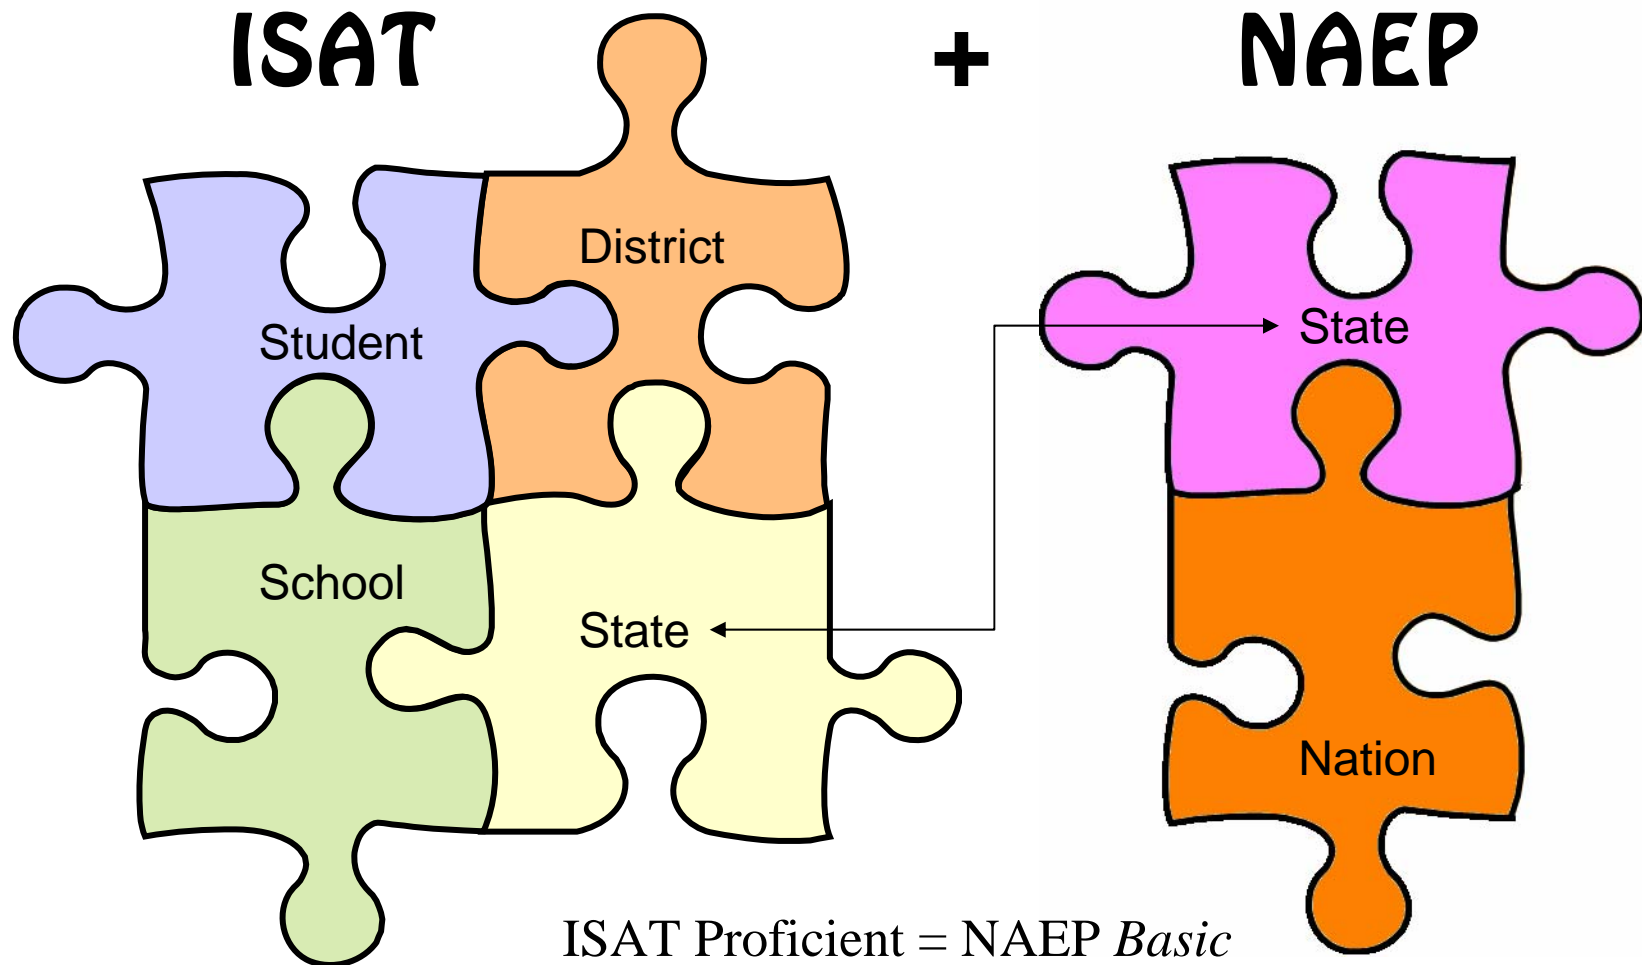 ISAT + NAEP
District
Student
State
School
State
Nation
ISAT Proficient = NAEP Basic